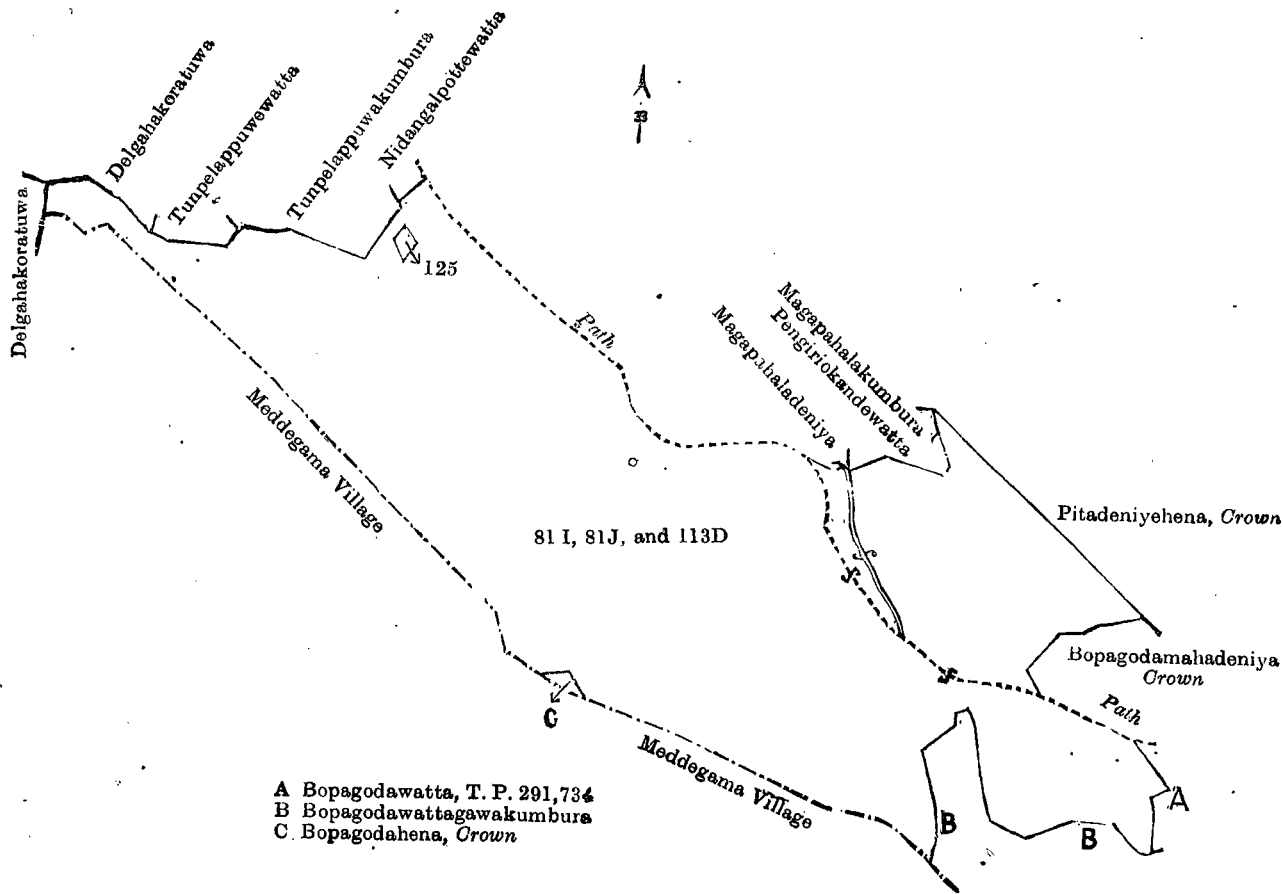 Delgahakoratuwa
Tunpelappuwewatta
Tunpelappuwakumbura
Nidangalpottewatta
Delgahakoratuwa
125
Path
Magapahaladeniya
Magapahalakumbura
Pengiriokandewatta
Meddegama Village
81 I, 81J, and 113D
Pitadeniyehena, Crown
Bopagodamahadeniya
Crown
Path
C
Meddegama Village
A
B
B
A Bopagodawatta, T. P. 291,734
B Bopagodawattagawakumbura
C Bopagodahena, Crown